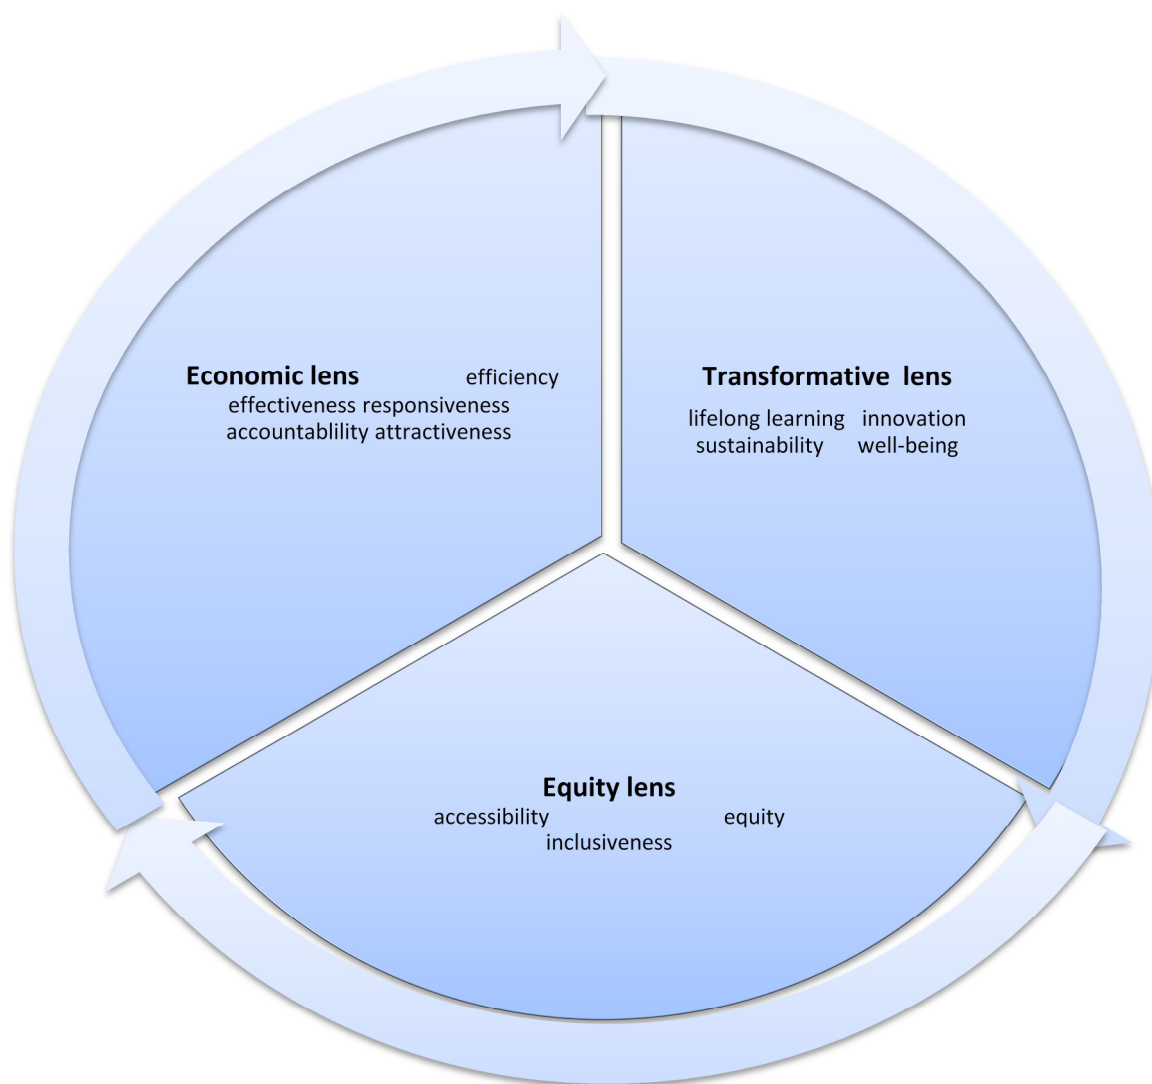 Economic lens efficiency
effectiveness responsiveness
accountablility attractiveness
Transformative lens
lifelong learning innovation
sustainability well-being
Equity lens
accessibility equity
inclusiveness